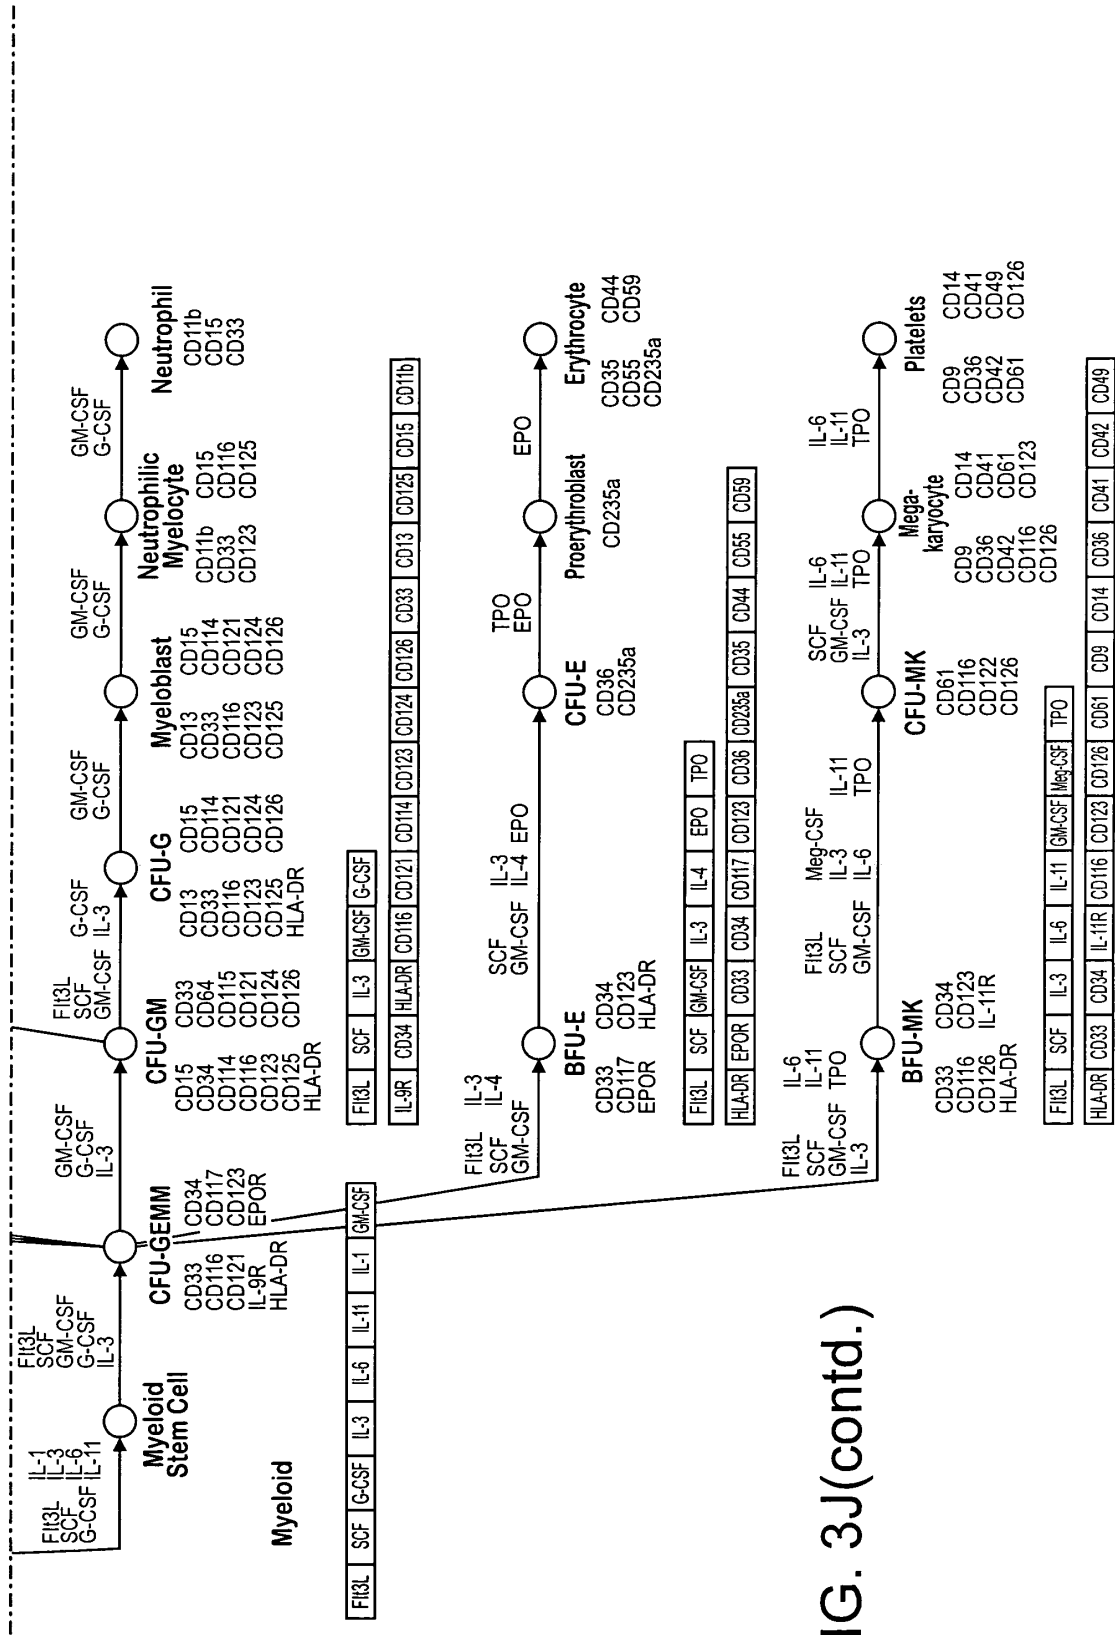 Flt3L IL-1
SCF IL-3
G-CSF IL-6
IL-11
Myeloid
Stem Cell
Flt3L
SCF
GM-CSF
G-CSF
IL-3
CFU-GEMM
CD33 CD34
CD116 CD117
CD121 CD123
IL-9R EPOR
HLA-DR
GM-CSF
G-CSF
IL-3
CFU-GM
CD15 CD33
CD34 CD64
CD114 CD115
CD116 CD121
CD123 CD124
CD125 CD126
HLA-DR
Flt3L
SCF G-CSF
GM-CSF IL-3
CFU-G
CD13 CD15
CD33 CD114
CD116 CD121
CD123 CD124
CD125 CD126
HLA-DR
GM-CSF
G-CSF
Myeloblast
CD13 CD15
CD33 CD114
CD116 CD121
CD123 CD124
CD125 CD126
GM-CSF
G-CSF
Neutrophilic
Myelocyte
CD11b CD15
CD33 CD116
CD123 CD125
GM-CSF
G-CSF
Neutrophil
CD11b
CD15
CD33
Myeloid
Flt3L SCF G-CSF IL-3 IL-6 IL-11 IL-1 GM-CSF
Flt3L SCF IL-3 GM-CSF G-CSF
IL-9R CD34 HLA-DR CD116 CD121 CD114 CD123 CD124 CD126 CD33 CD13 CD125 CD15 CD11b
Flt3L IL-3
SCF IL-4
GM-CSF
BFU-E
CD33 CD34
CD117 CD123
EPOR HLA-DR
SCF IL-3
GM-CSF IL-4 EPO
CFU-E
CD36
CD235a
TPO
EPO
Proerythroblast
CD235a
EPO
Erythrocyte
CD35 CD44
CD55 CD59
CD235a
Flt3L SCF GM-CSF IL-3 IL-4 EPO TPO
HLA-DR EPOR CD33 CD34 CD117 CD123 CD36 CD235a CD35 CD44 CD55 CD59
Flt3L IL-6
SCF IL-11
GM-CSF TPO
IL-3
BFU-MK
CD33 CD34
CD116 CD123
CD126 IL-11R
HLA-DR
Flt3L Meg-CSF
SCF IL-3 IL-11
GM-CSF IL-6 TPO
CFU-MK
CD61
CD116
CD122
CD126
SCF IL-6
GM-CSF IL-11
IL-3 TPO
Mega-
karyocyte
CD9 CD14
CD36 CD41
CD42 CD61
CD116 CD123
CD126
IL-6
IL-11
TPO
Platelets
CD9 CD14
CD36 CD41
CD42 CD49
CD61 CD126
Flt3L SCF IL-3 IL-6 IL-11 GM-CSF Meg-CSF TPO
HLA-DR CD33 CD34 IL-11R CD116 CD123 CD126 CD61 CD9 CD14 CD36 CD41 CD42 CD49
IG. 3J(contd.)